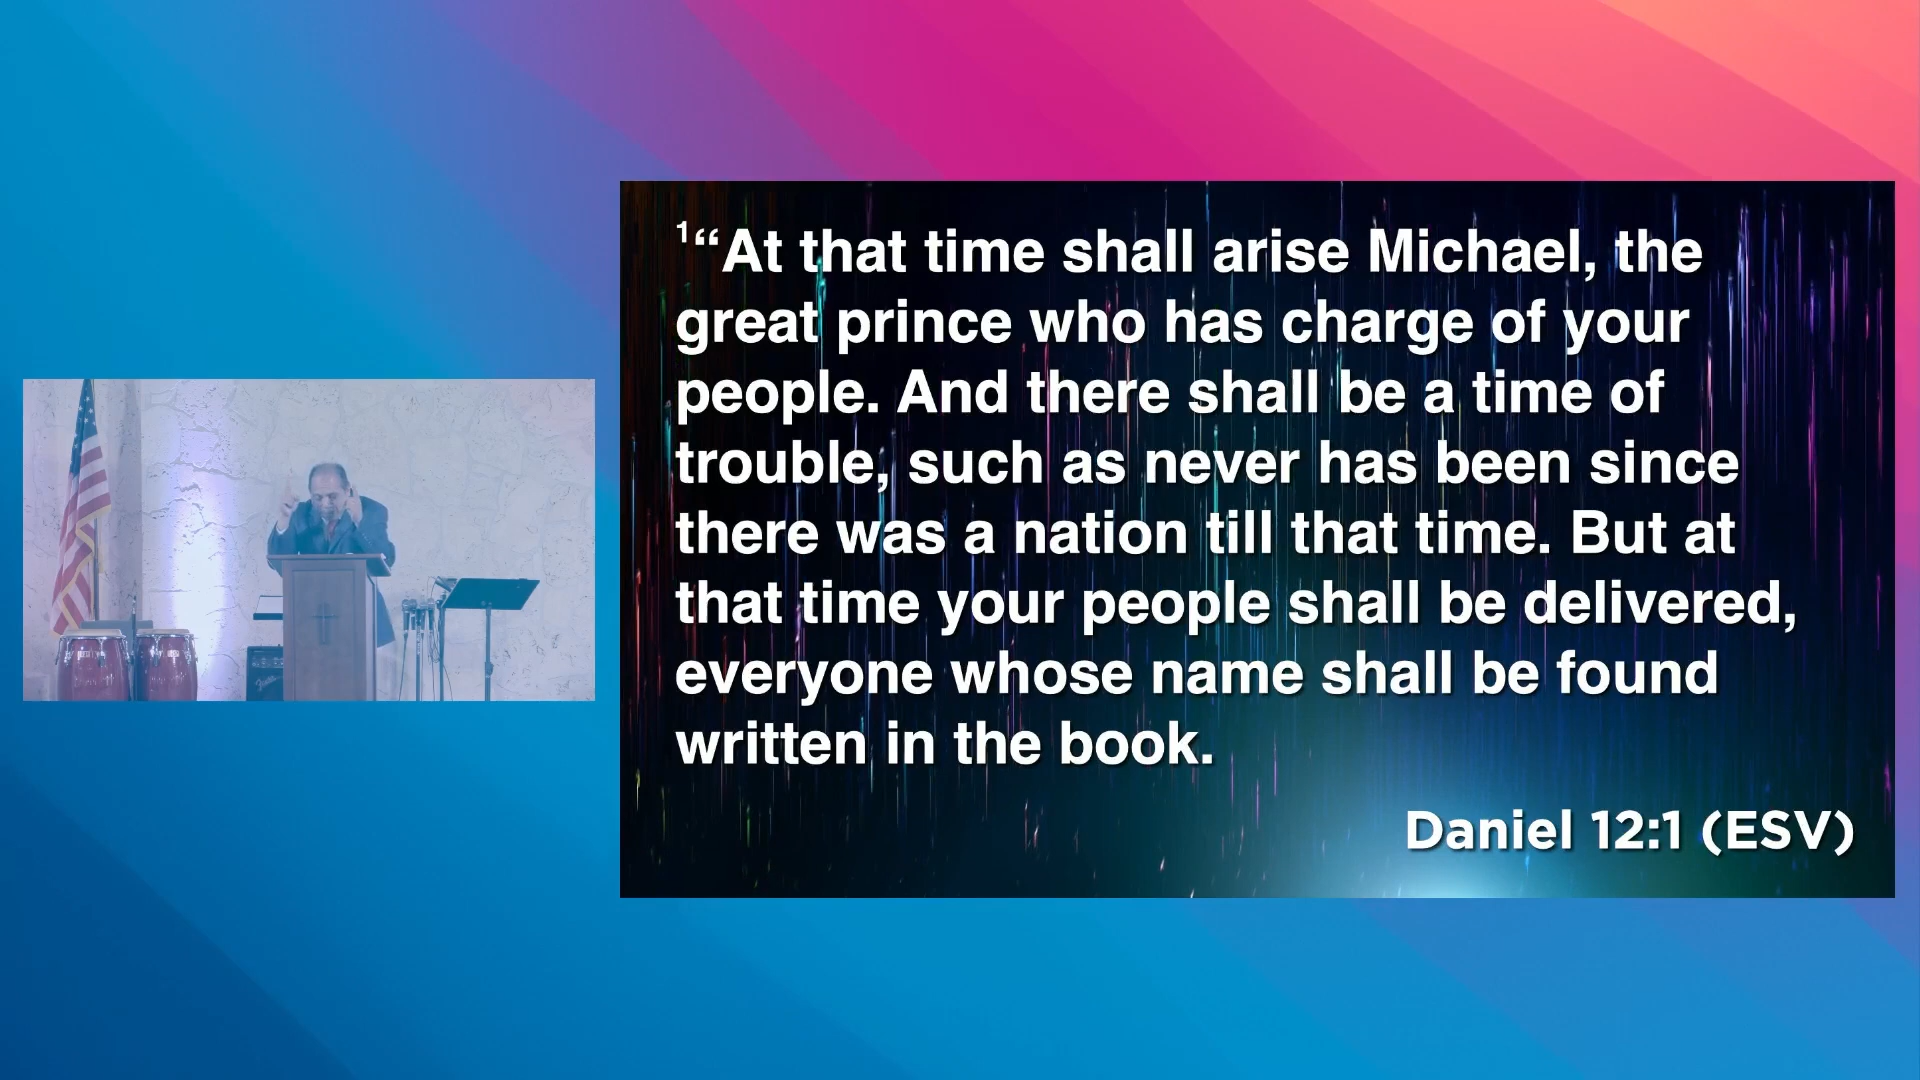 1“At that time shall arise Michael, the
great prince who has charge of your
people. And there shall be a time of
trouble, such as never has been since
there was a nation till that time. But at
that time your people shall be delivered,
everyone whose name shall be found
written in the book.
Daniel 12:1 (ESV)